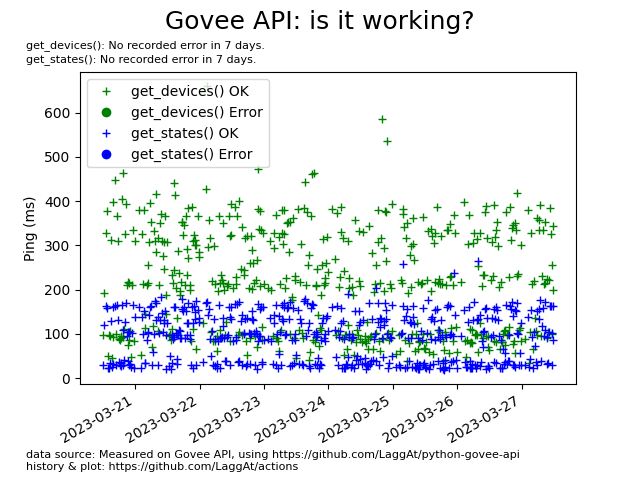 Govee API: is it working?
get_devices(): No recorded error in 7 days.
get_states(): No recorded error in 7 days.
get_devices() OK
get_devices() Error
get_states() OK
get_states() Error
Ping (ms)
600
500
400
300
200
100
0
2023-03-21
2023-03-22
2023-03-23
2023-03-24
2023-03-25
2023-03-26
2023-03-27
data source: Measured on Govee API, using https://github.com/LaggAt/python-govee-api
history & plot: https://github.com/LaggAt/actions